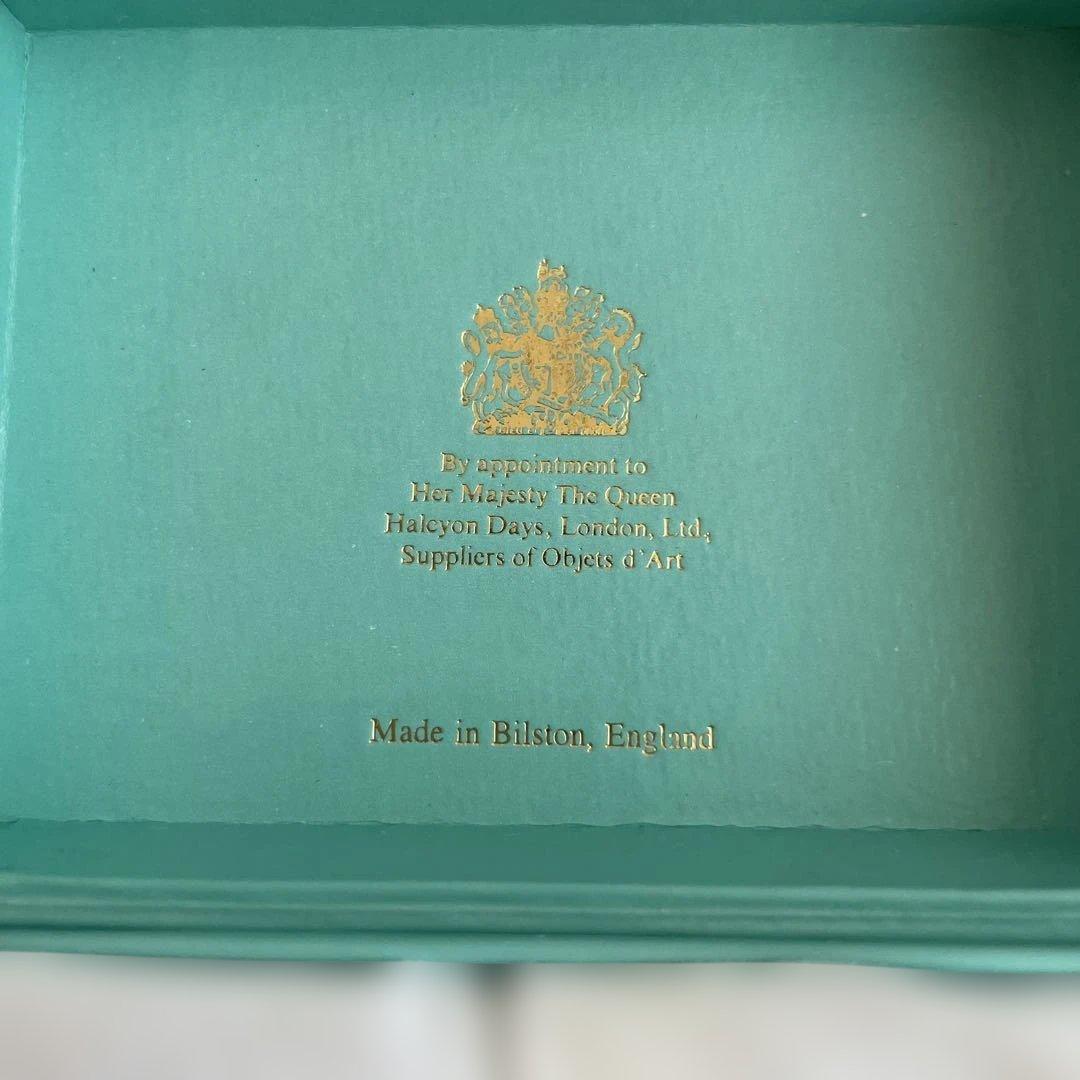 By appointment to
Her Majesty The Queen
Halcyon Days, London, Ltd,
Suppliers of Objets d'Art
Made in Bilston, England